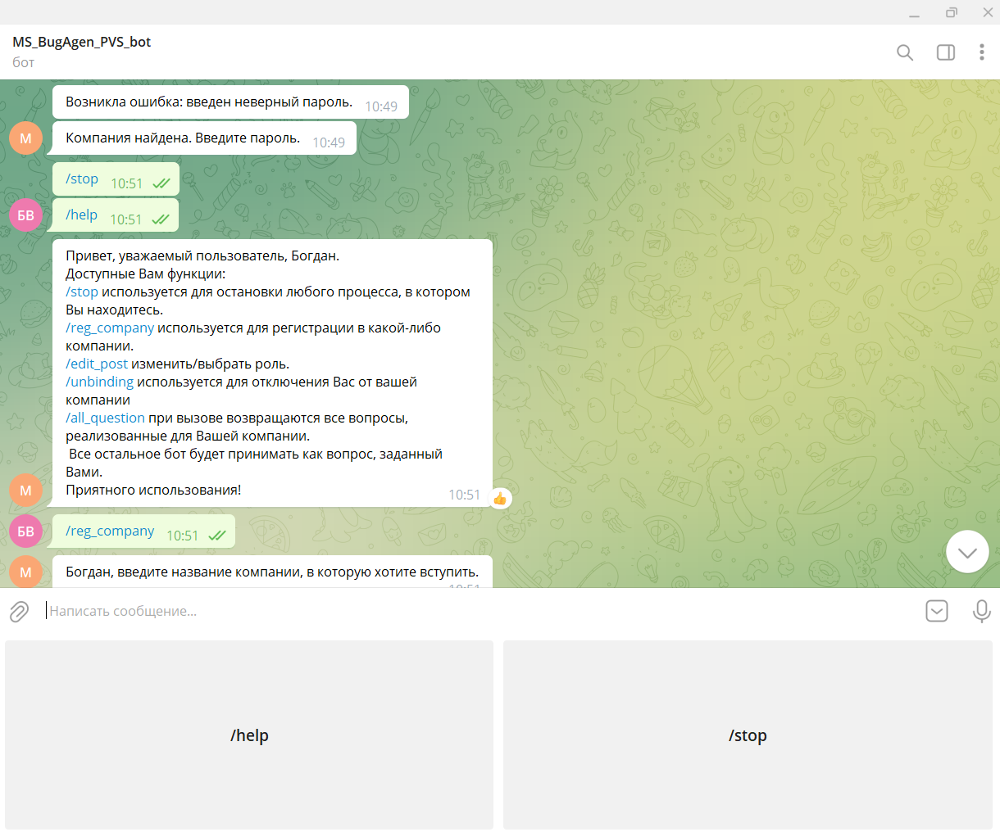 MS_BugAgen_PVS_bot
бот
Возникла ошибка: введен неверный пароль. 10:49
М
Компания найдена. Введите пароль. 10:49
/stop 10:51
БВ
/help 10:51
Привет, уважаемый пользователь, Богдан.
Доступные Вам функции:
/stop используется для остановки любого процесса, в котором
Вы находитесь.
/reg_company используется для регистрации в какой-либо
компании.
/edit_post изменить/выбрать роль.
/unbinding используется для отключения Вас от вашей
компании
/all_question при вызове возвращаются все вопросы,
реализованные для Вашей компании.
Все остальное бот будет принимать как вопрос, заданный
Вами.
М
Приятного использования! 10:51
БВ
/reg_company 10:51
М
Богдан, введите название компании, в которую хотите вступить.
10:51
Написать сообщение...
/help
/stop